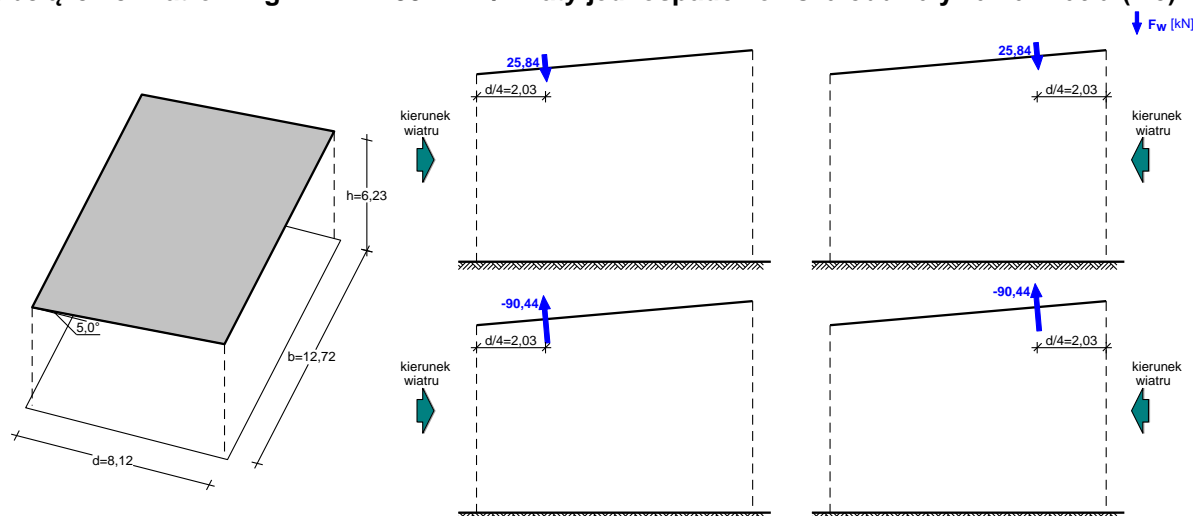 Fw [kN]
25,84
d/4=2,03
kierunek
wiatru
25,84
d/4=2,03
kierunek
wiatru
h=6,23
5,0°
b=12,72
d=8,12
-90,44
d/4=2,03
kierunek
wiatru
-90,44
d/4=2,03
kierunek
wiatru